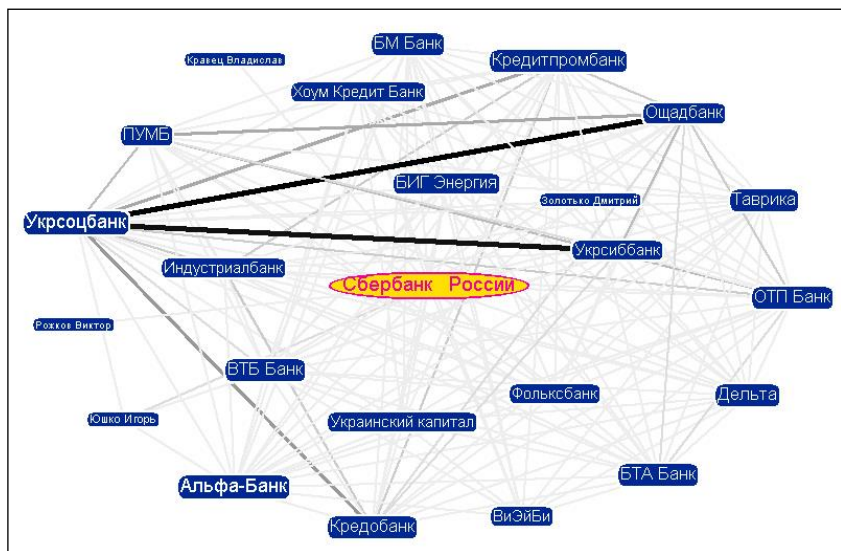 БМ Банк
Кравец Владислав
Кредитпромбанк
Хоум Кредит Банк
Ощадбанк
ПУМБ
БИГ Энергия
Золотько Дмитрий
Таврика
Укрсоцбанк
Укрсиббанк
Индустриалбанк
Сбербанк России
ОТП Банк
Рожков Виктор
ВТБ Банк
Фольксбанк
Дельта
Юшко Игорь
Украинский капитал
БТА Банк
Альфа-Банк
ВиЭйБи
Кредобанк